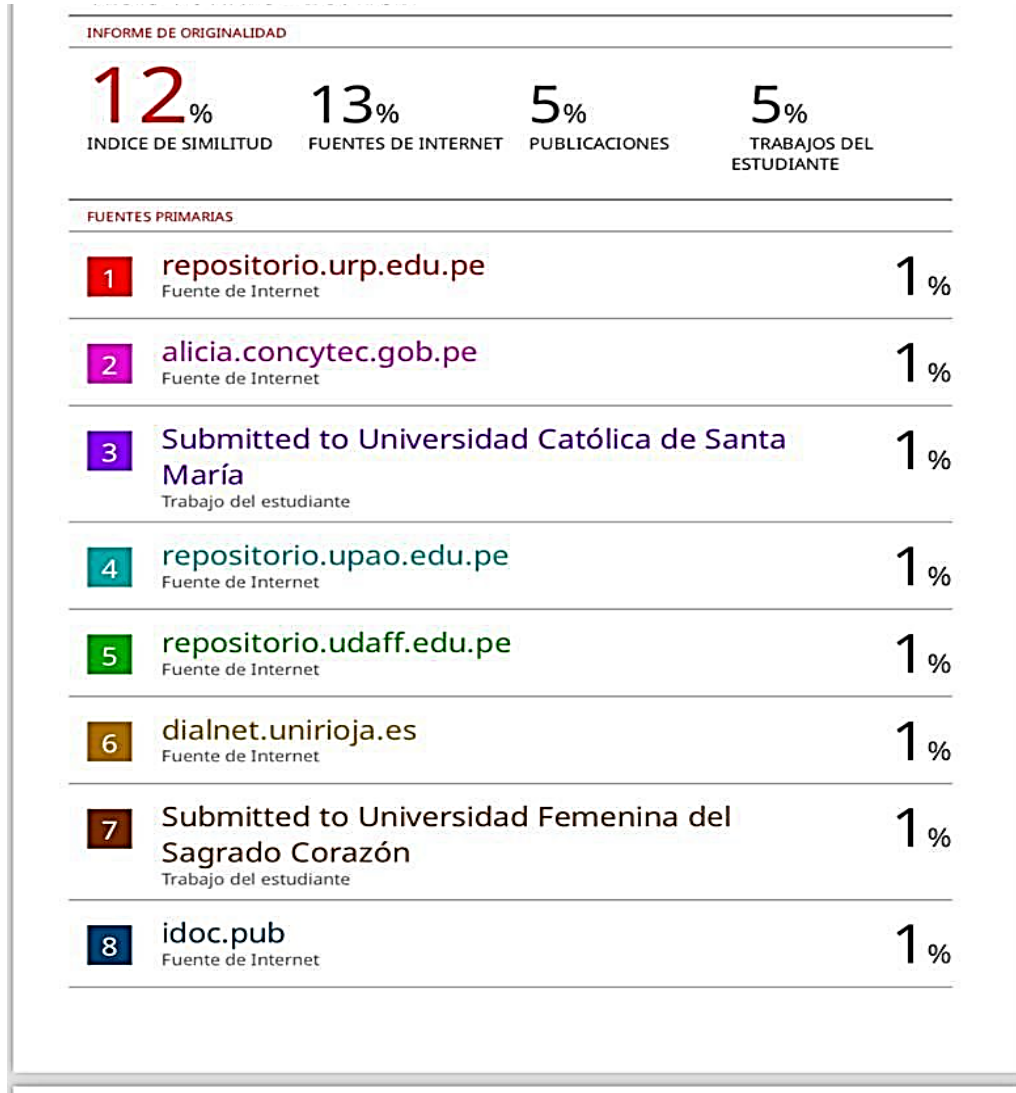 INFORME DE ORIGINALIDAD
12%
INDICE DE SIMILITUD
13%
FUENTES DE INTERNET
5%
PUBLICACIONES
5%
TRABAJOS DEL
ESTUDIANTE
FUENTES PRIMARIAS
1 repositorio.urp.edu.pe 1%
Fuente de Internet
2 alicia.concytec.gob.pe 1%
Fuente de Internet
3 Submitted to Universidad Católica de Santa 1%
María
Trabajo del estudiante
4 repositorio.upao.edu.pe 1%
Fuente de Internet
5 repositorio.udaff.edu.pe 1%
Fuente de Internet
6 dialnet.unirioja.es 1%
Fuente de Internet
7 Submitted to Universidad Femenina del 1%
Sagrado Corazón
Trabajo del estudiante
8 idoc.pub 1%
Fuente de Internet